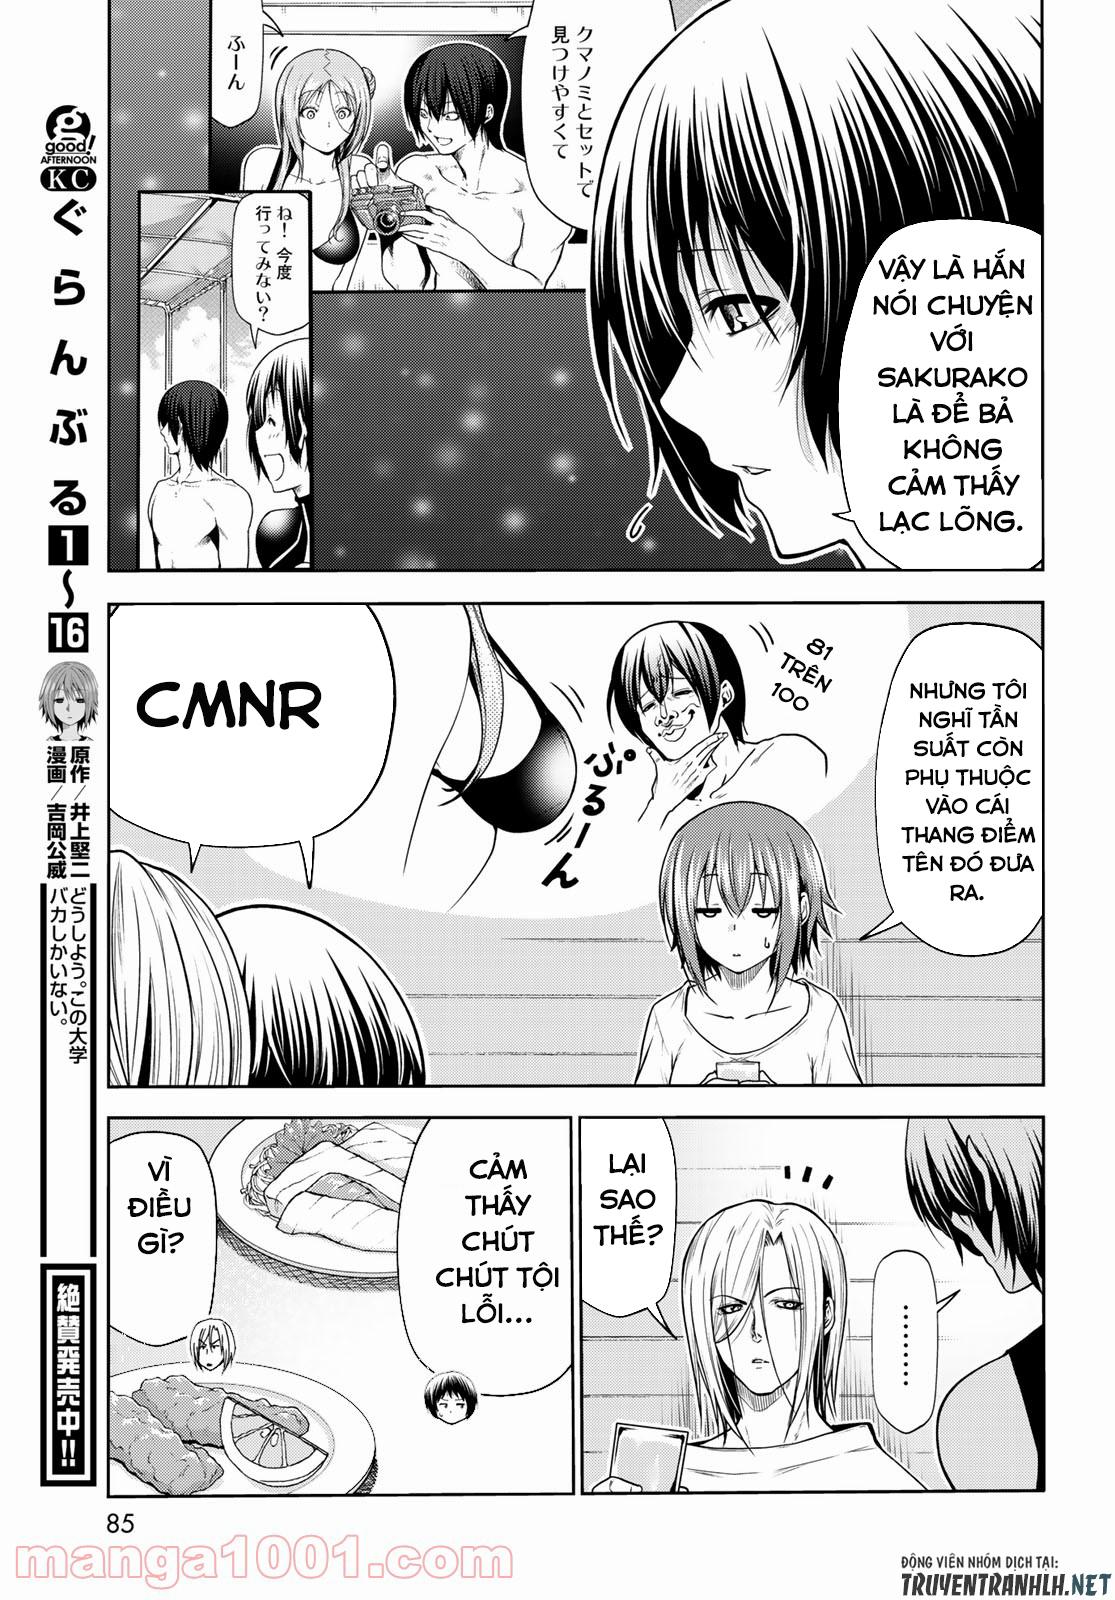 クマノミとセットで
見つけやすくて
ふーん
ね！今度
行ってみない？
VẬY LÀ HẮN
NÓI CHUYỆN
VỚI
SAKURAKO
LÀ ĐỂ BẢ
KHÔNG
CẢM THẤY
LẠC LÕNG.
NHƯNG TÔI
NGHĨ TẦN
SUẤT CÒN
PHỤ THUỘC
VÀO CÁI
THANG ĐIỂM
TÊN ĐÓ ĐƯA
RA.
81
TRÊN
100
ぷるーん
CMNR
.........
LẠI
SAO
THẾ?
CẢM
THẤY
CHÚT
CHÚT TỘI
LỖI...
VÌ
ĐIỀU
GÌ?
good!
AFTERNOON
KC
ぐらんぶる
1〜16
原作／井上堅二
漫画／吉岡公威
どうしよう。この大学
バカしかいない。
絶賛発売中!!
85
manga1001.com
ĐỘNG VIÊN NHÓM DỊCH TẠI:
TRUYENTRANHLH.NET